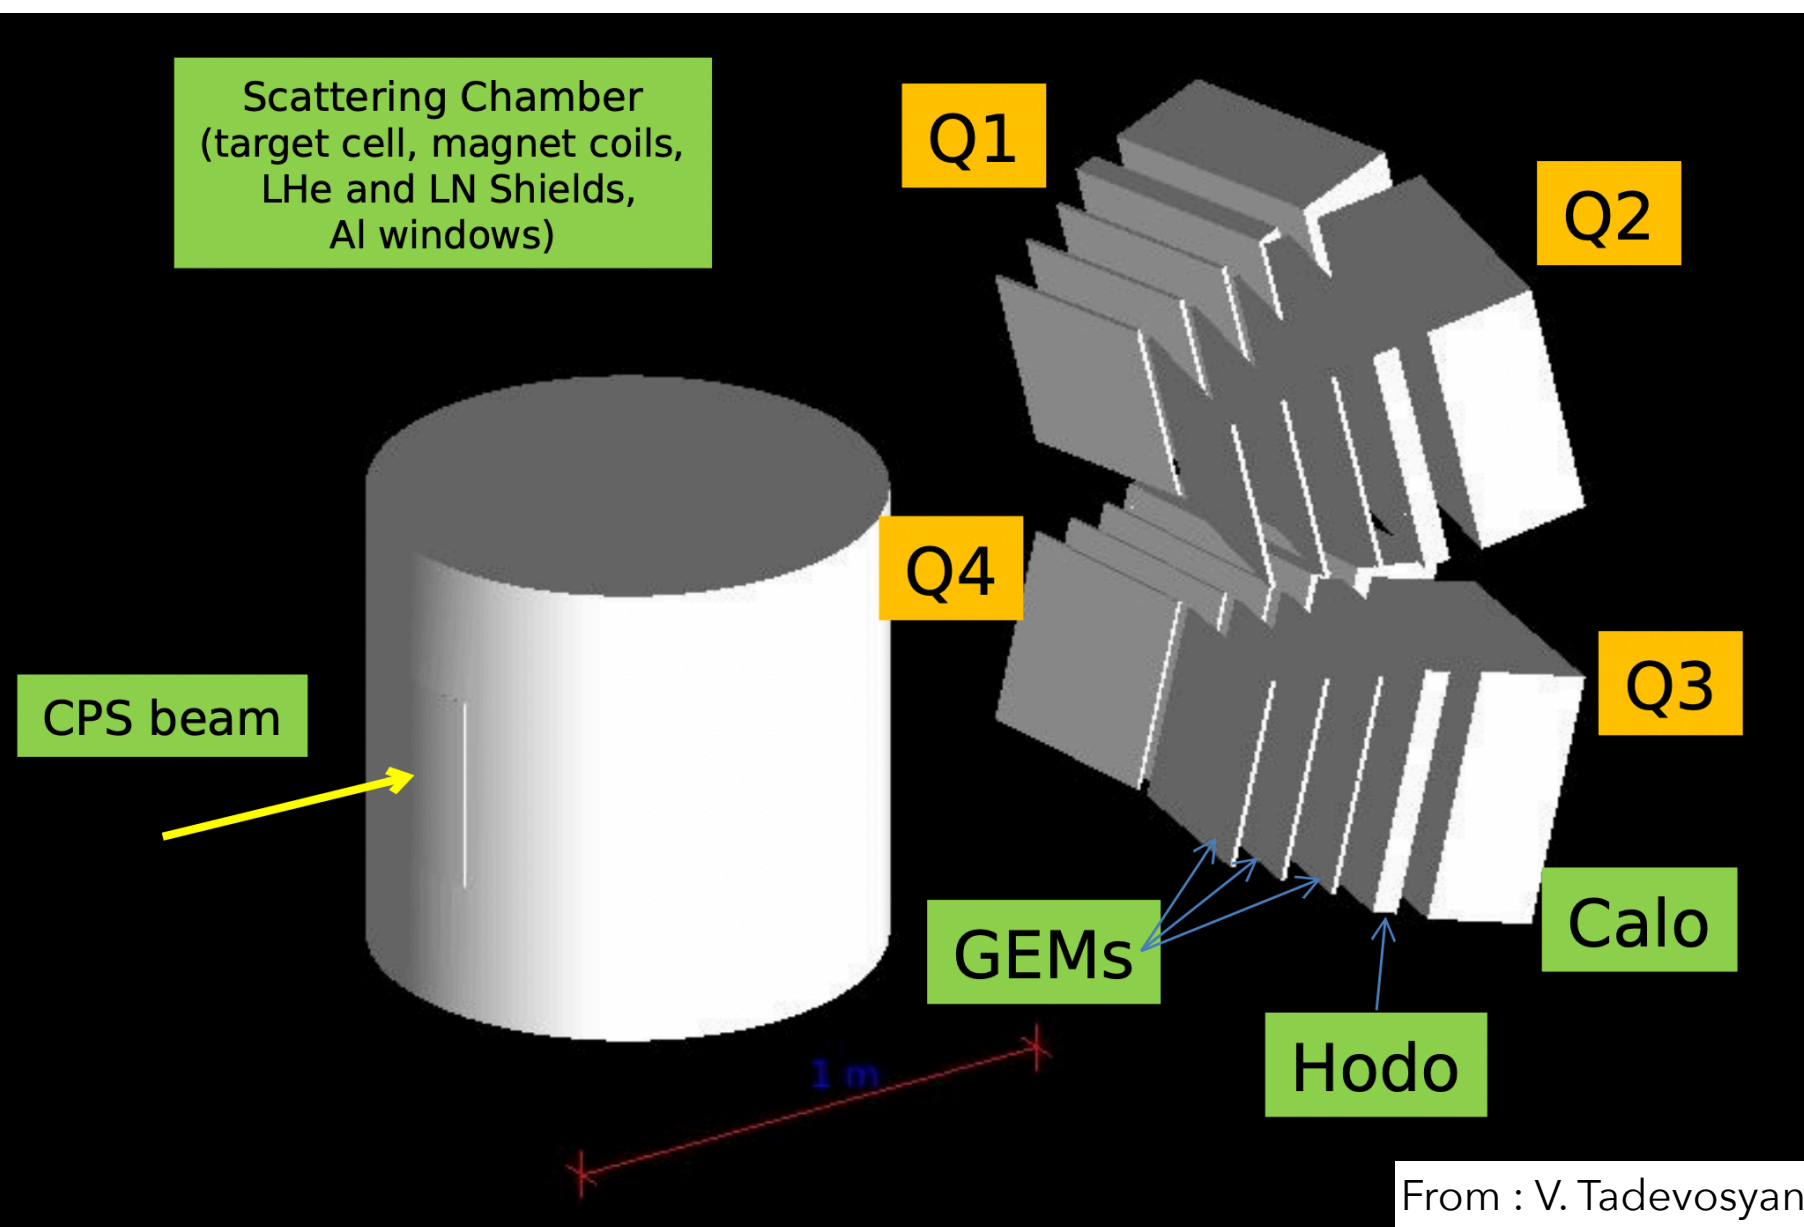 Scattering Chamber
(target cell, magnet coils,
LHe and LN Shields,
Al windows)
Q1
Q2
Q4
Q3
CPS beam
GEMs
Calo
Hodo
1 m
From : V. Tadevosyan